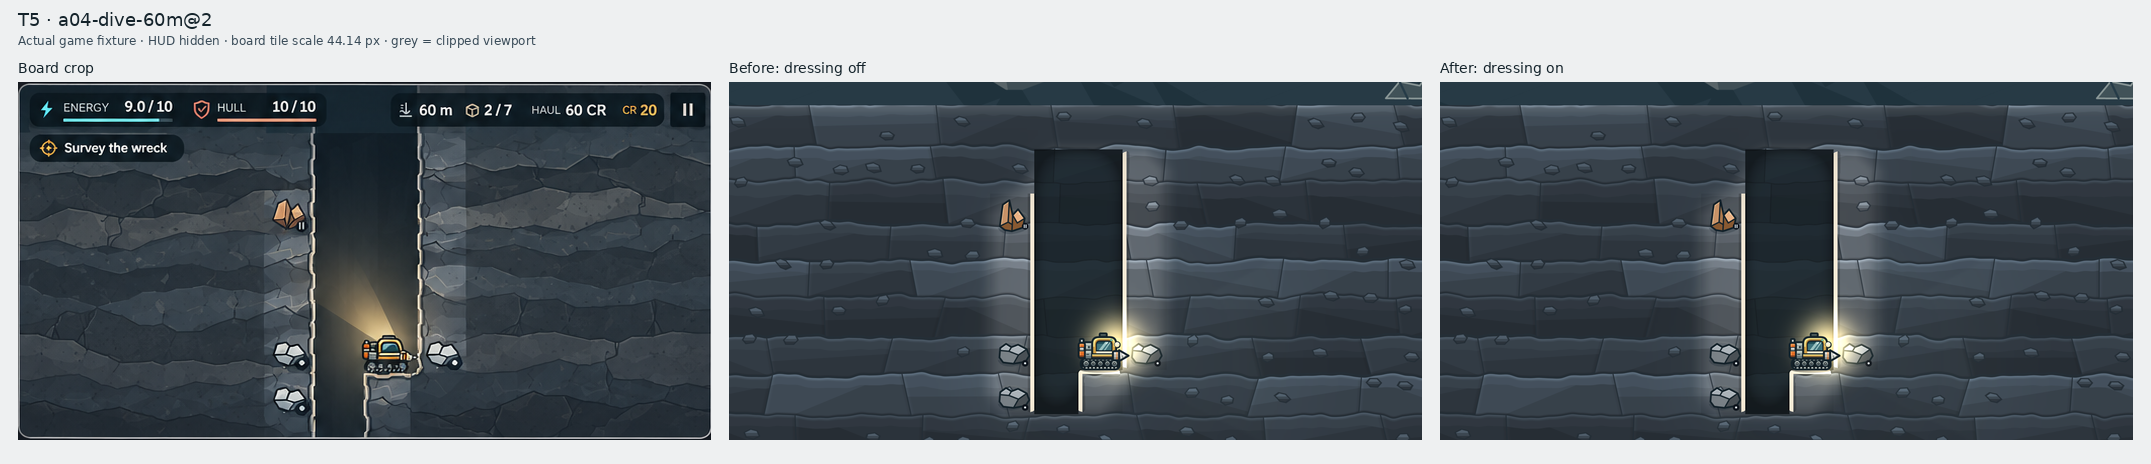 T5 · a04-dive-60m@2
Actual game fixture · HUD hidden · board tile scale 44.14 px · grey = clipped viewport
Board crop
Before: dressing off
After: dressing on
ENERGY 9.0 / 10 HULL 10 / 10 60 m 2 / 7 HAUL 60 CR CR 20
Survey the wreck